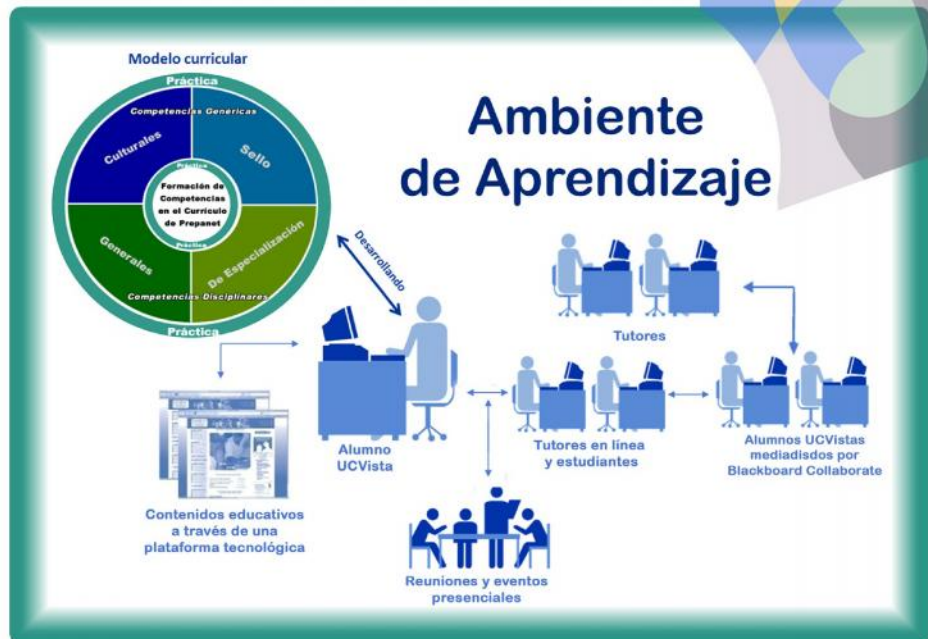 Modelo curricular
Práctica
Competencias Genéricas
Culturales
Sello
Práctica
Formación de
Competencias
en el Currículo
de Prepanet
Práctica
Generales
De Especialización
Competencias Disciplinares
Práctica
Ambiente
de Aprendizaje
Desarrollando
Tutores
Alumno
UCVista
Tutores en línea
y estudiantes
Alumnos UCVistas
mediadisdos por
Blackboard Collaborate
Contenidos educativos
a través de una
plataforma tecnológica
Reuniones y eventos
presenciales